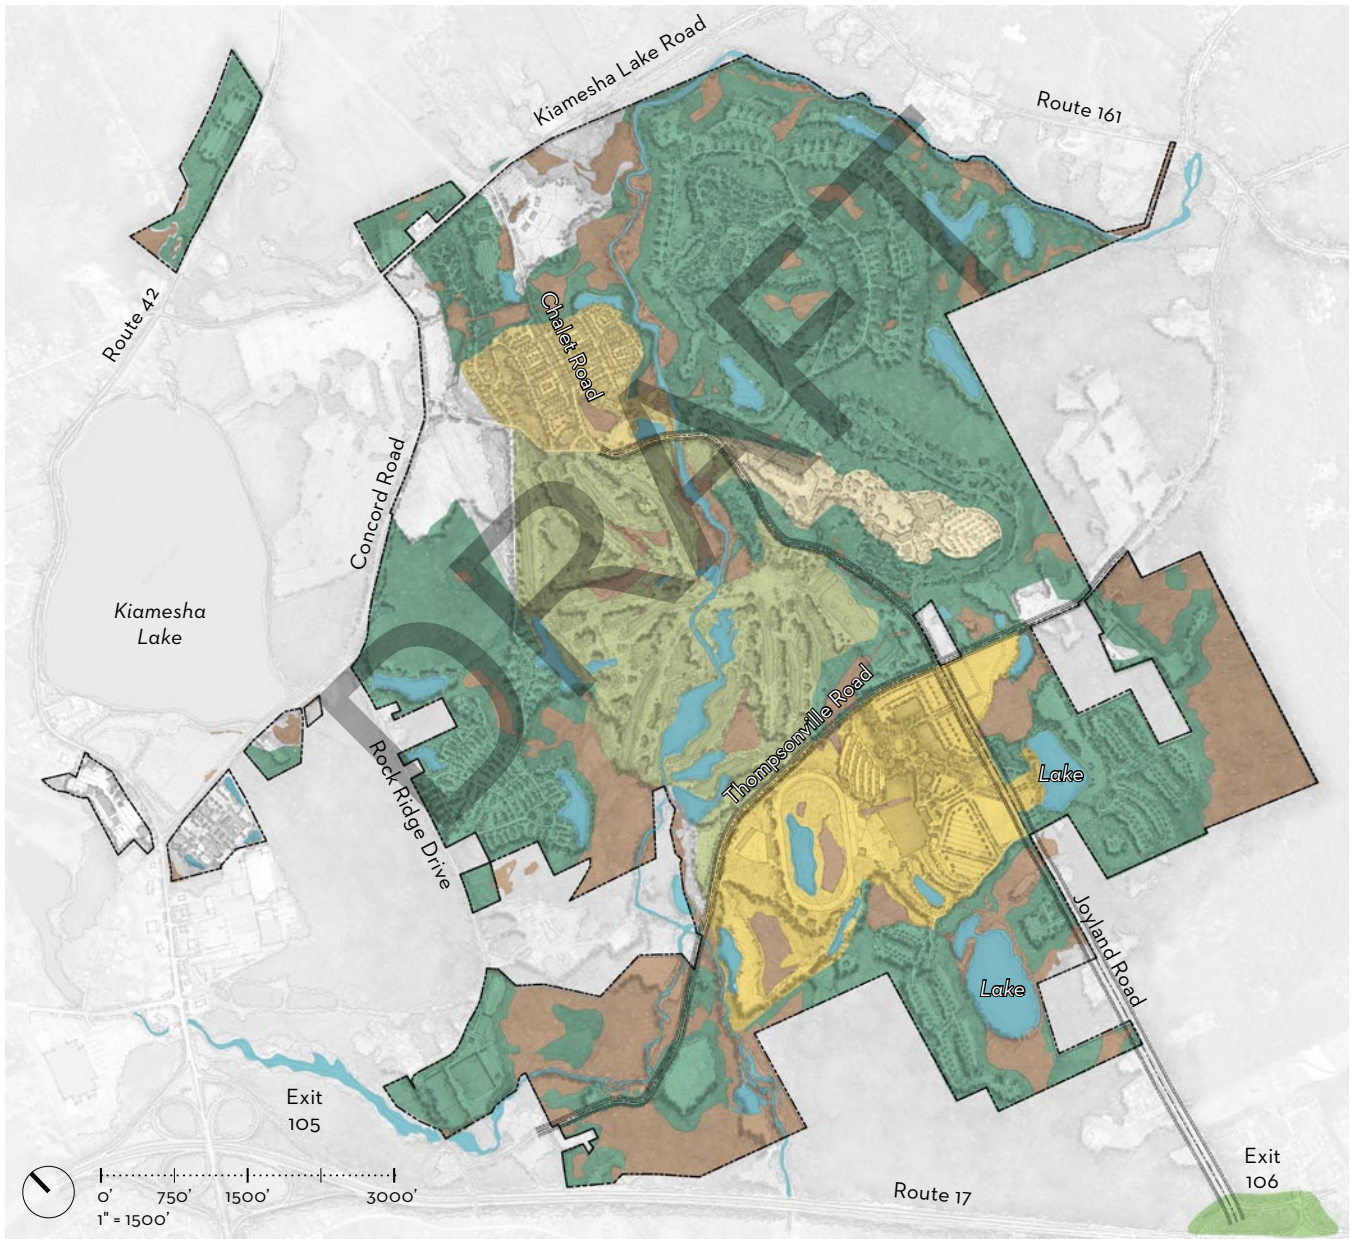 Kiamesha Lake Road
Route 161
Route 42
Chalet Road
Concord Road
DRAFT
Kiamesha
Lake
Thompsonville Road
Rock Ridge Drive
Lake
Joyland Road
Lake
Exit
105
Exit
106
Route 17
0' 750' 1500' 3000'
1" = 1500'